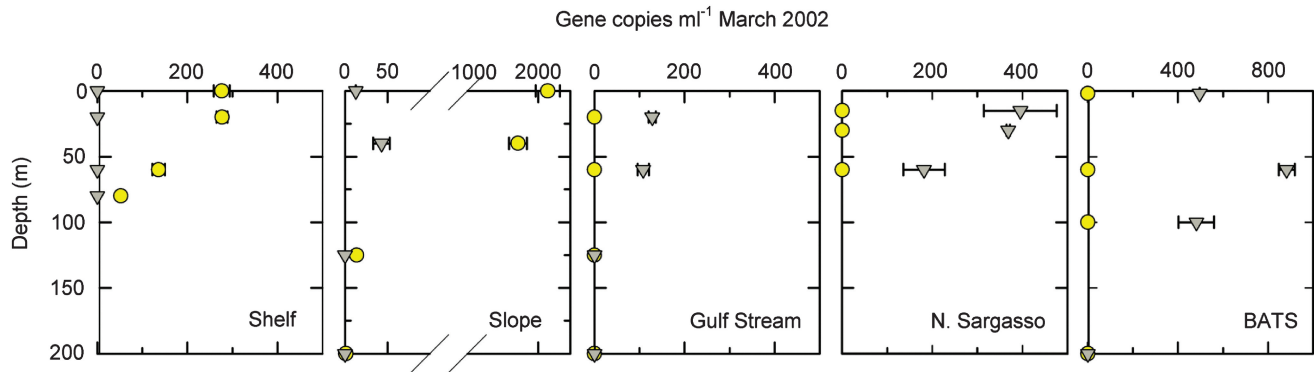 Gene copies ml-1 March 2002
0 200 400 0 50 1000 2000 0 200 400 0 200 400 0 400 800
0
50
100
150
200
Depth (m)
Shelf Slope Gulf Stream N. Sargasso BATS